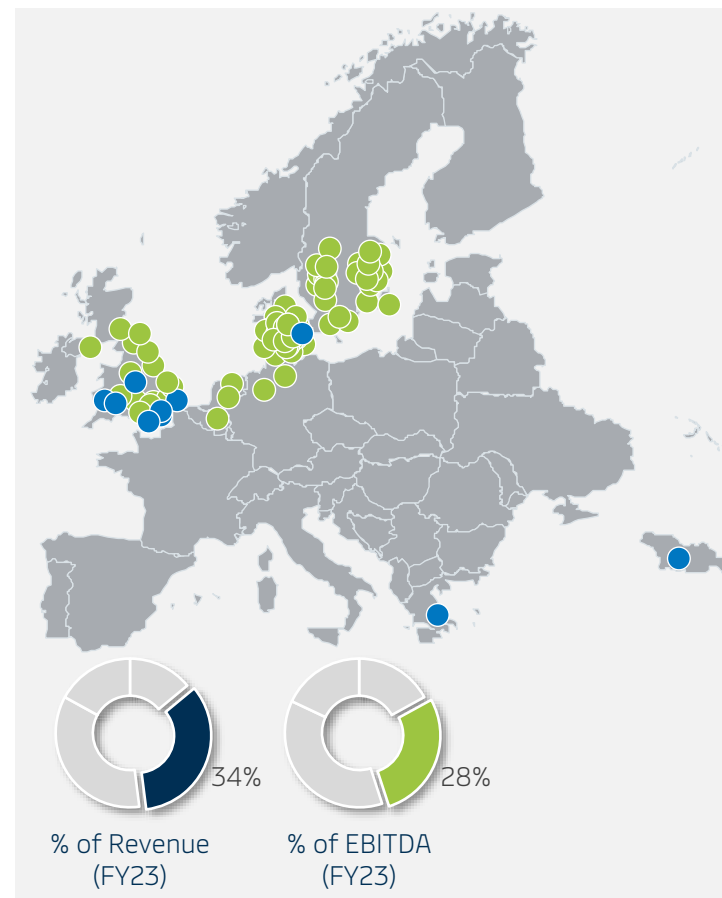 34%
28%
% of Revenue
(FY23)
% of EBITDA
(FY23)